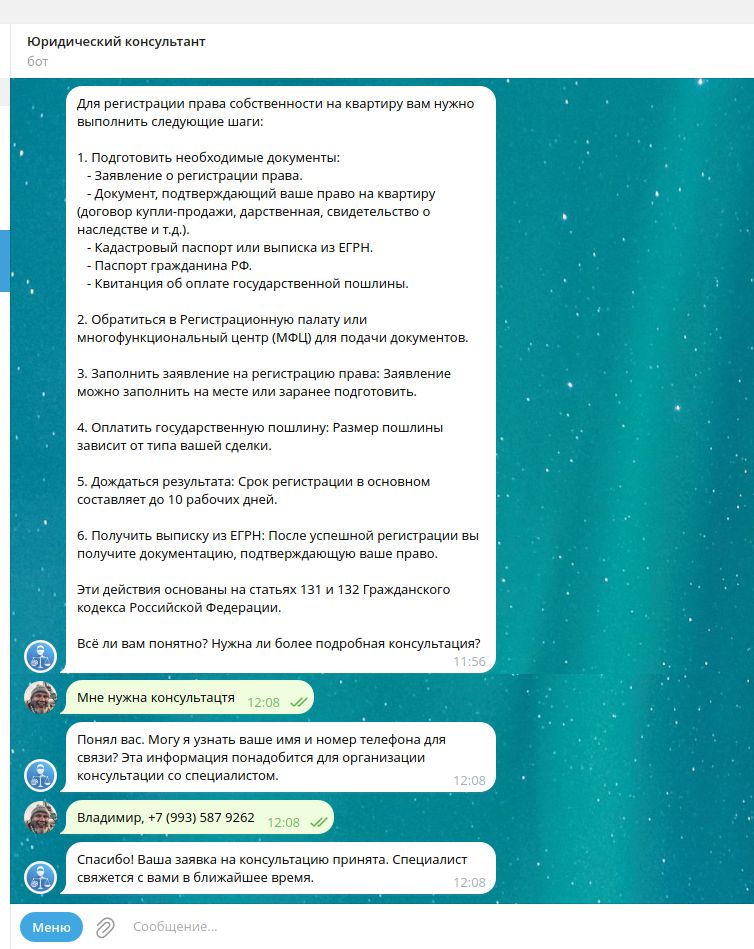 Юридический консультант
бот
Для регистрации права собственности на квартиру вам нужно
выполнить следующие шаги:
1. Подготовить необходимые документы:
- Заявление о регистрации права.
- Документ, подтверждающий ваше право на квартиру
(договор купли-продажи, дарственная, свидетельство о
наследстве и т.д.).
- Кадастровый паспорт или выписка из ЕГРН.
- Паспорт гражданина РФ.
- Квитанция об оплате государственной пошлины.
2. Обратиться в Регистрационную палату или
многофункциональный центр (МФЦ) для подачи документов.
3. Заполнить заявление на регистрацию права: Заявление
можно заполнить на месте или заранее подготовить.
4. Оплатить государственную пошлину: Размер пошлины
зависит от типа вашей сделки.
5. Дождаться результата: Срок регистрации в основном
составляет до 10 рабочих дней.
6. Получить выписку из ЕГРН: После успешной регистрации вы
получите документацию, подтверждающую ваше право.
Эти действия основаны на статьях 131 и 132 Гражданского
кодекса Российской Федерации.
Всё ли вам понятно? Нужна ли более подробная консультация?
11:56
Мне нужна консультацтя 12:08
Понял вас. Могу я узнать ваше имя и номер телефона для
связи? Эта информация понадобится для организации
консультации со специалистом.
12:08
Владимир, +7 (993) 587 9262 12:08
Спасибо! Ваша заявка на консультацию принята. Специалист
свяжется с вами в ближайшее время.
12:08
Меню Сообщение...